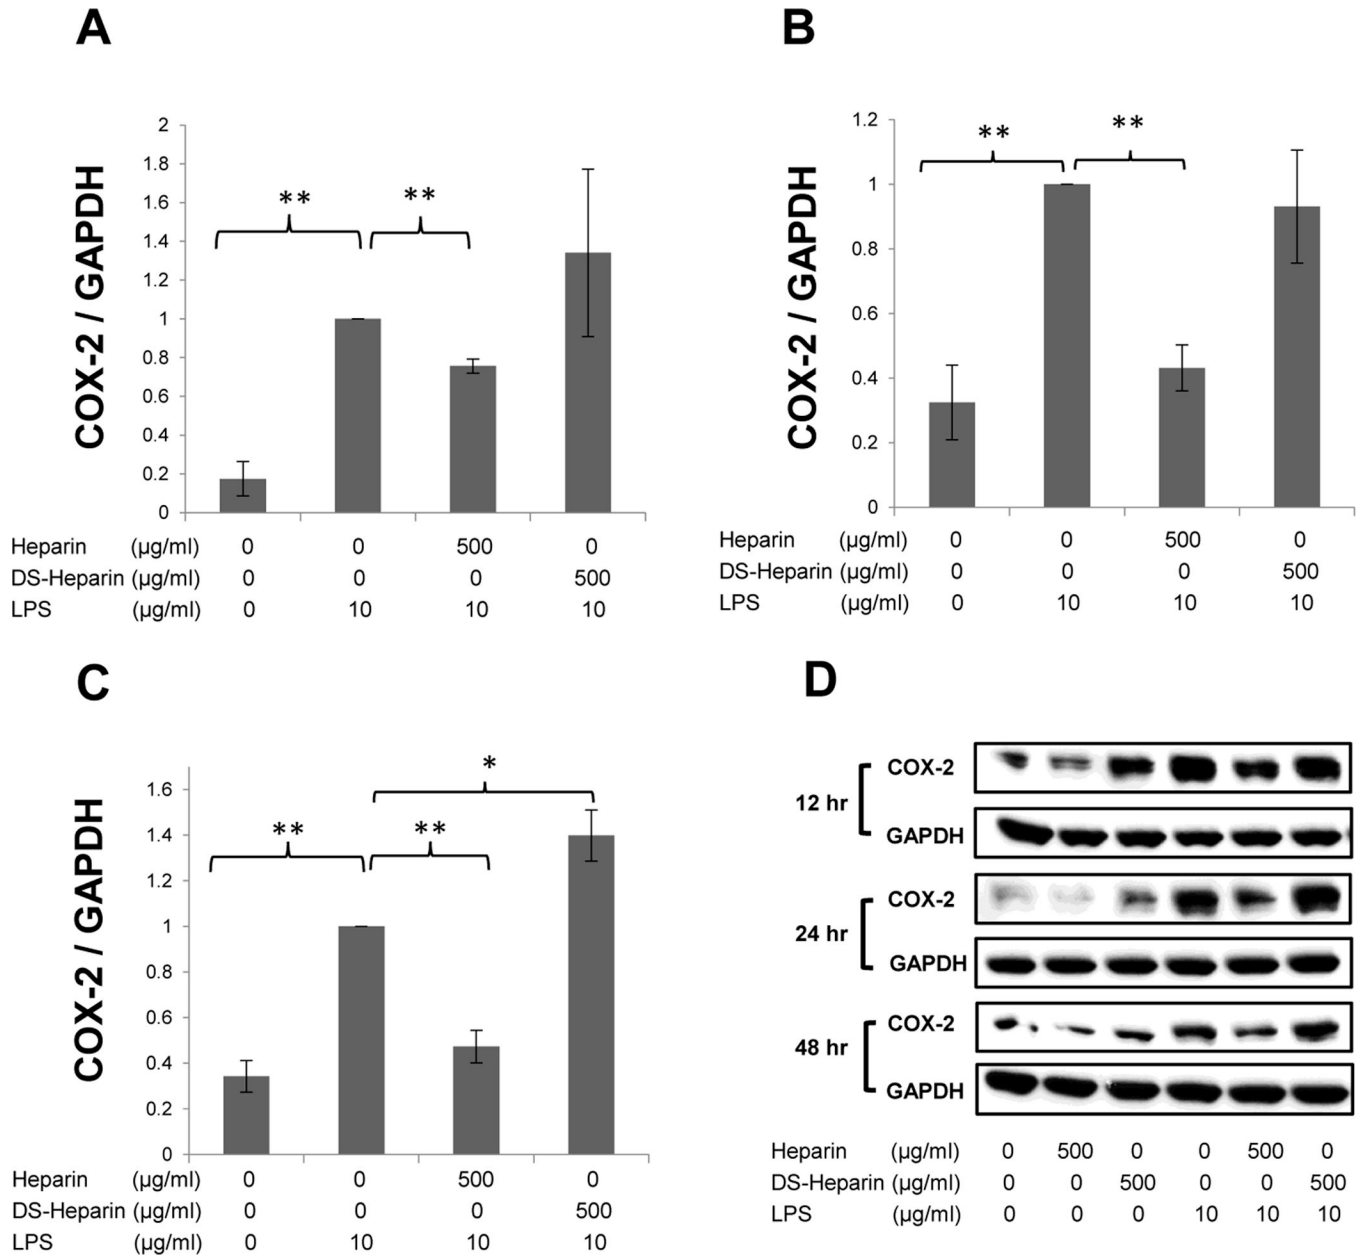 A
COX-2 / GAPDH
2
1.8
1.6
1.4
1.2
1
0.8
0.6
0.4
0.2
0
** **
Heparin (μg/ml) 0 0 500 0
DS-Heparin (μg/ml) 0 0 0 500
LPS (μg/ml) 0 10 10 10
B
COX-2 / GAPDH
1.2
1
0.8
0.6
0.4
0.2
0
** **
Heparin (μg/ml) 0 0 500 0
DS-Heparin (μg/ml) 0 0 0 500
LPS (μg/ml) 0 10 10 10
C
COX-2 / GAPDH
1.6
1.4
1.2
1
0.8
0.6
0.4
0.2
0
*
** **
Heparin (μg/ml) 0 0 500 0
DS-Heparin (μg/ml) 0 0 0 500
LPS (μg/ml) 0 10 10 10
D
12 hr
COX-2
GAPDH
24 hr
COX-2
GAPDH
48 hr
COX-2
GAPDH
Heparin (μg/ml) 0 500 0 0 500 0
DS-Heparin (μg/ml) 0 0 500 0 0 500
LPS (μg/ml) 0 0 0 10 10 10